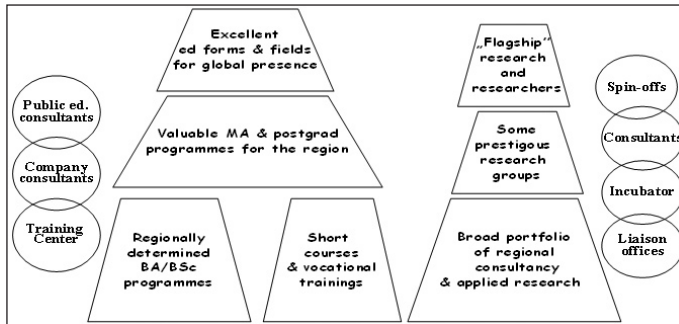 Excellent
ed forms & fields
for global presence
„Flagship”
research
and
researchers
Public ed.
consultants
Company
consultants
Training
Center
Valuable MA & postgrad
programmes for the region
Some
prestigous
research
groups
Spin-offs
Consultants
Incubator
Liaison
offices
Regionally
determined
BA/BSc
programmes
Short
courses
& vocational
trainings
Broad portfolio
of regional
consultancy
& applied research